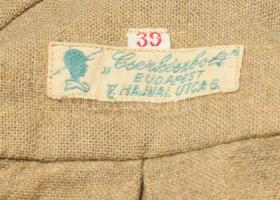 39
„Cserkészbolt"
BUDAPEST
V. HAJNAL UTCA 6.